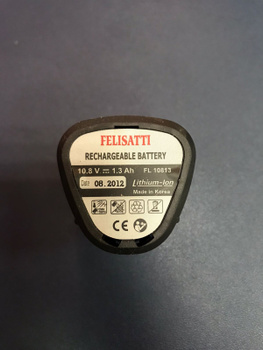 FELISATTI
RECHARGEABLE BATTERY
10.8 V ⎓ 1.3 Ah FL 10813
08.2012 Lithium-Ion
Made in Korea
CE